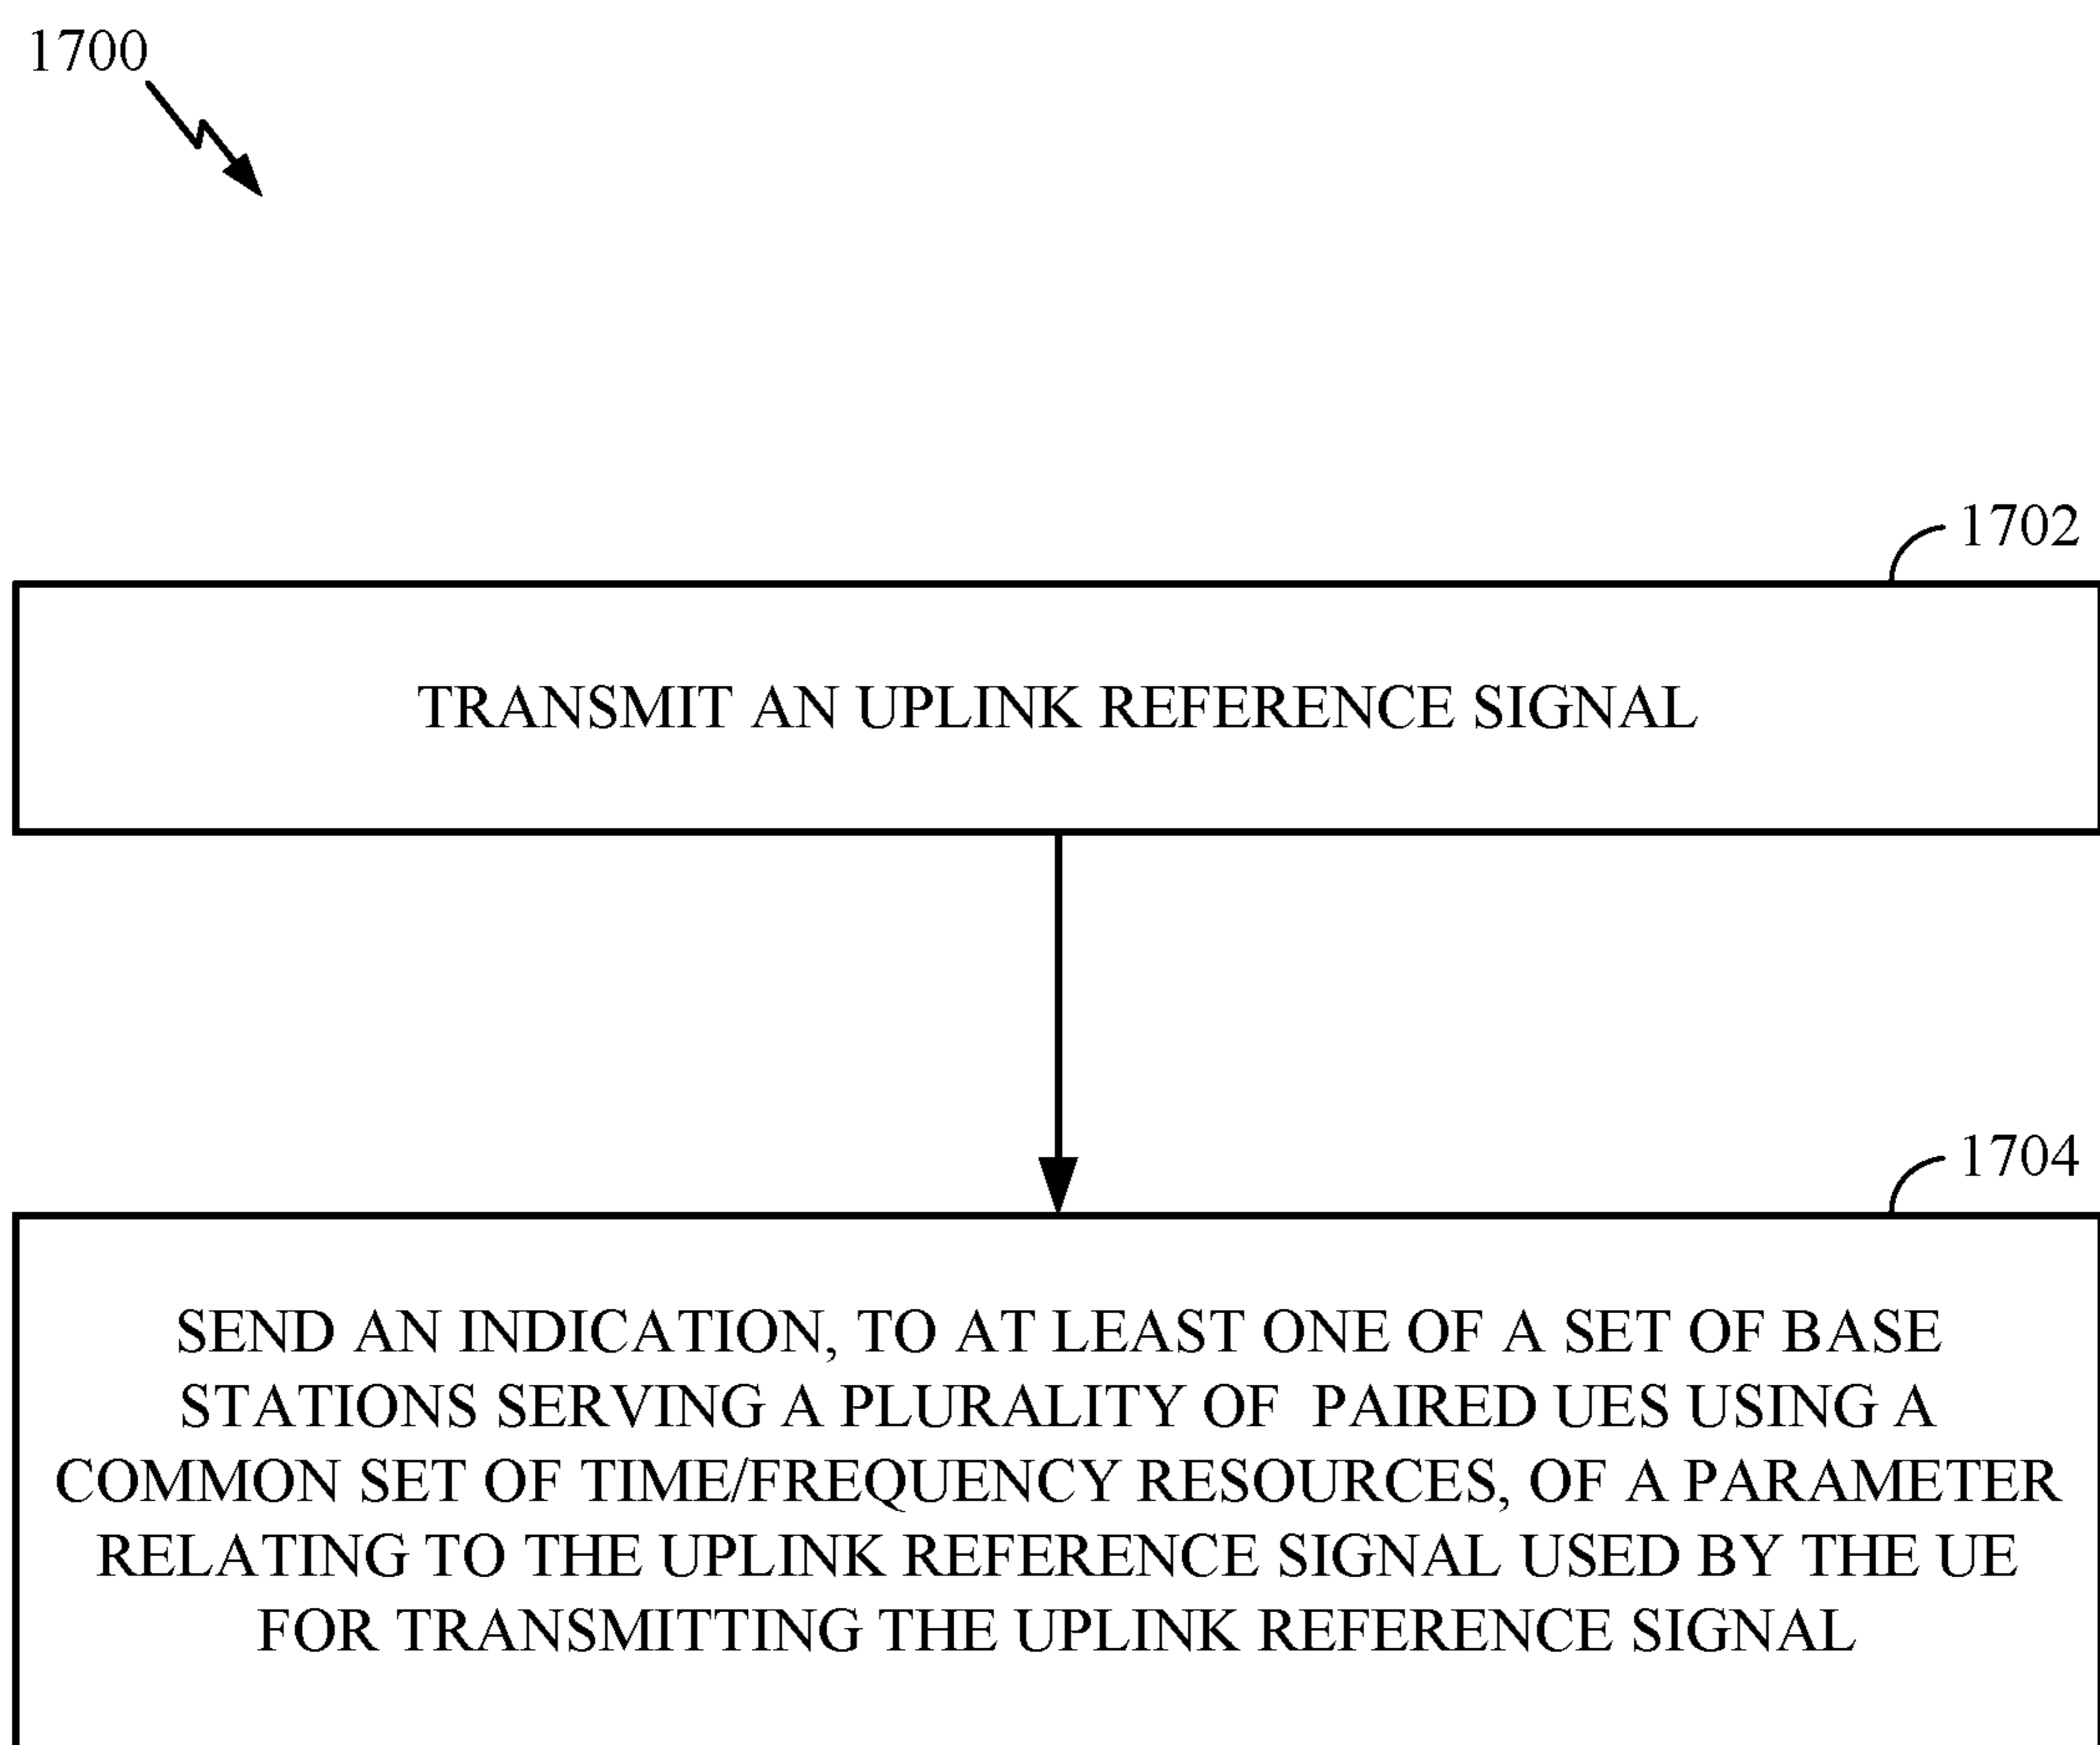 1700
1702
TRANSMIT AN UPLINK REFERENCE SIGNAL
1704
SEND AN INDICATION, TO AT LEAST ONE OF A SET OF BASE
STATIONS SERVING A PLURALITY OF PAIRED UES USING A
COMMON SET OF TIME/FREQUENCY RESOURCES, OF A PARAMETER
RELATING TO THE UPLINK REFERENCE SIGNAL USED BY THE UE
FOR TRANSMITTING THE UPLINK REFERENCE SIGNAL